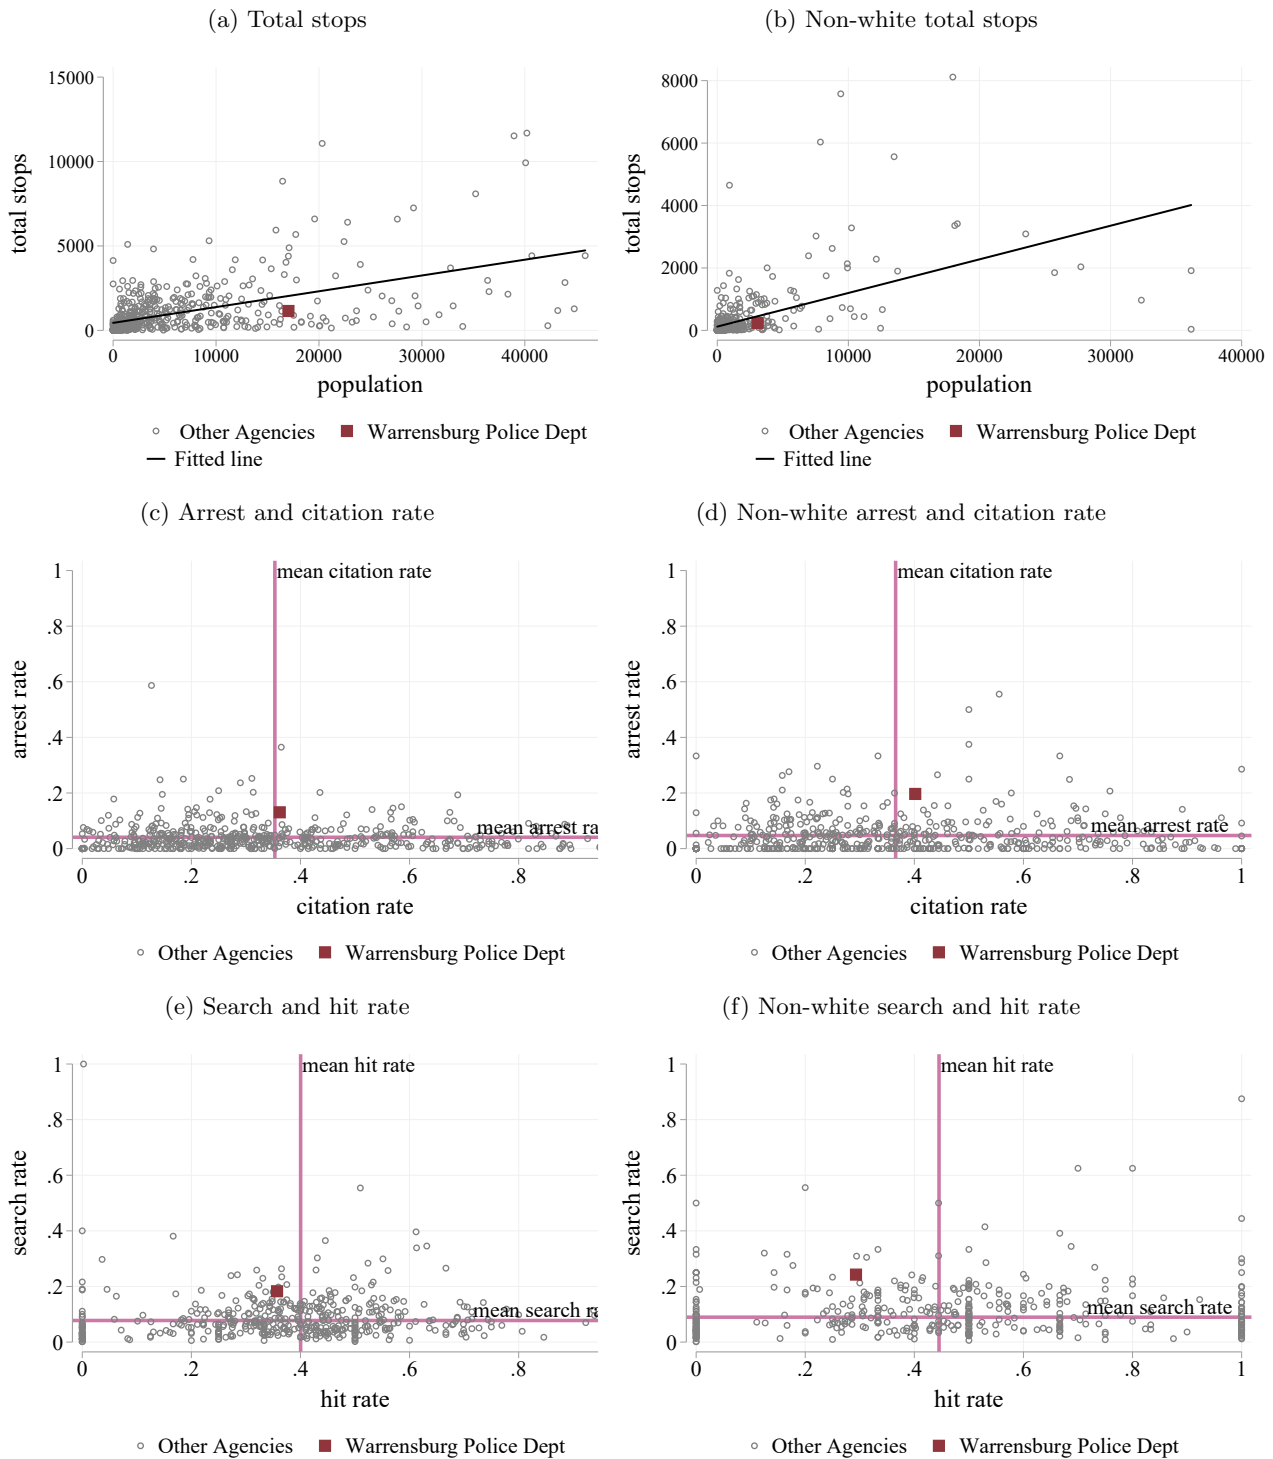 (a) Total stops
(b) Non-white total stops
total stops
15000
10000
5000
0
0 10000 20000 30000 40000
population
Other Agencies Warrensburg Police Dept
Fitted line
total stops
8000
6000
4000
2000
0
0 10000 20000 30000 40000
population
Other Agencies Warrensburg Police Dept
Fitted line
(c) Arrest and citation rate
(d) Non-white arrest and citation rate
arrest rate
1
.8
.6
.4
.2
0
mean citation rate
mean arrest ra
0 .2 .4 .6 .8
citation rate
Other Agencies Warrensburg Police Dept
arrest rate
1
.8
.6
.4
.2
0
mean citation rate
mean arrest rate
0 .2 .4 .6 .8 1
citation rate
Other Agencies Warrensburg Police Dept
(e) Search and hit rate
(f) Non-white search and hit rate
search rate
1
.8
.6
.4
.2
0
mean hit rate
mean search ra
0 .2 .4 .6 .8
hit rate
Other Agencies Warrensburg Police Dept
search rate
1
.8
.6
.4
.2
0
mean hit rate
mean search rate
0 .2 .4 .6 .8 1
hit rate
Other Agencies Warrensburg Police Dept